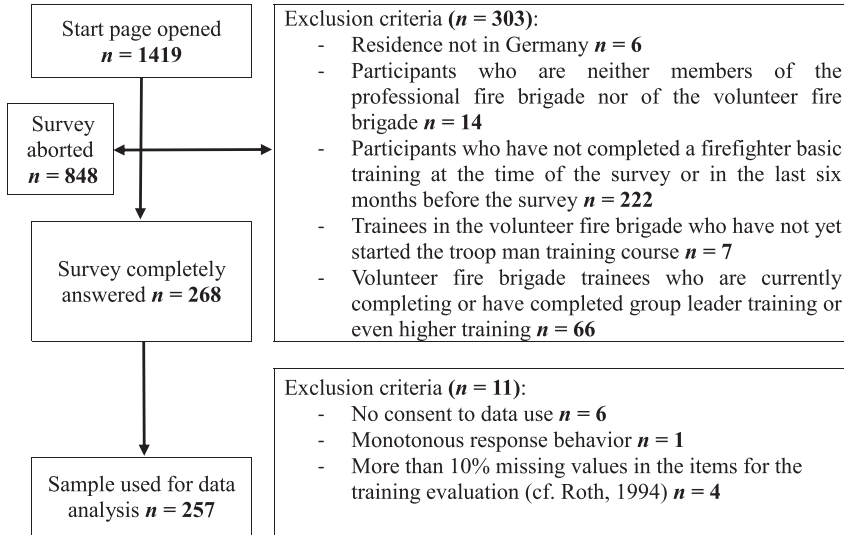 Start page opened
n = 1419
Survey
aborted
n = 848
Exclusion criteria (n = 303):
- Residence not in Germany n = 6
- Participants who are neither members of the
professional fire brigade nor of the volunteer fire
brigade n = 14
- Participants who have not completed a firefighter basic
training at the time of the survey or in the last six
months before the survey n = 222
- Trainees in the volunteer fire brigade who have not yet
started the troop man training course n = 7
- Volunteer fire brigade trainees who are currently
completing or have completed group leader training or
even higher training n = 66
Survey completely
answered n = 268
Exclusion criteria (n = 11):
- No consent to data use n = 6
- Monotonous response behavior n = 1
- More than 10% missing values in the items for the
training evaluation (cf. Roth, 1994) n = 4
Sample used for data
analysis n = 257